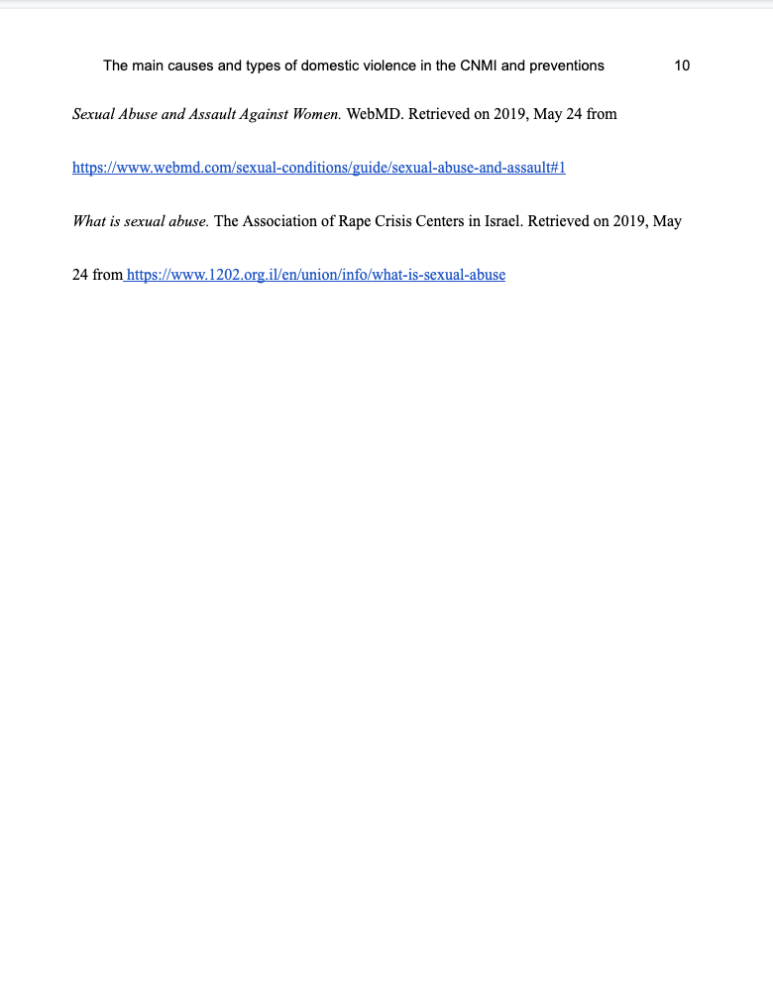 The main causes and types of domestic violence in the CNMI and preventions 10
Sexual Abuse and Assault Against Women. WebMD. Retrieved on 2019, May 24 from
https://www.webmd.com/sexual-conditions/guide/sexual-abuse-and-assault#1
What is sexual abuse. The Association of Rape Crisis Centers in Israel. Retrieved on 2019, May
24 from https://www.1202.org.il/en/union/info/what-is-sexual-abuse